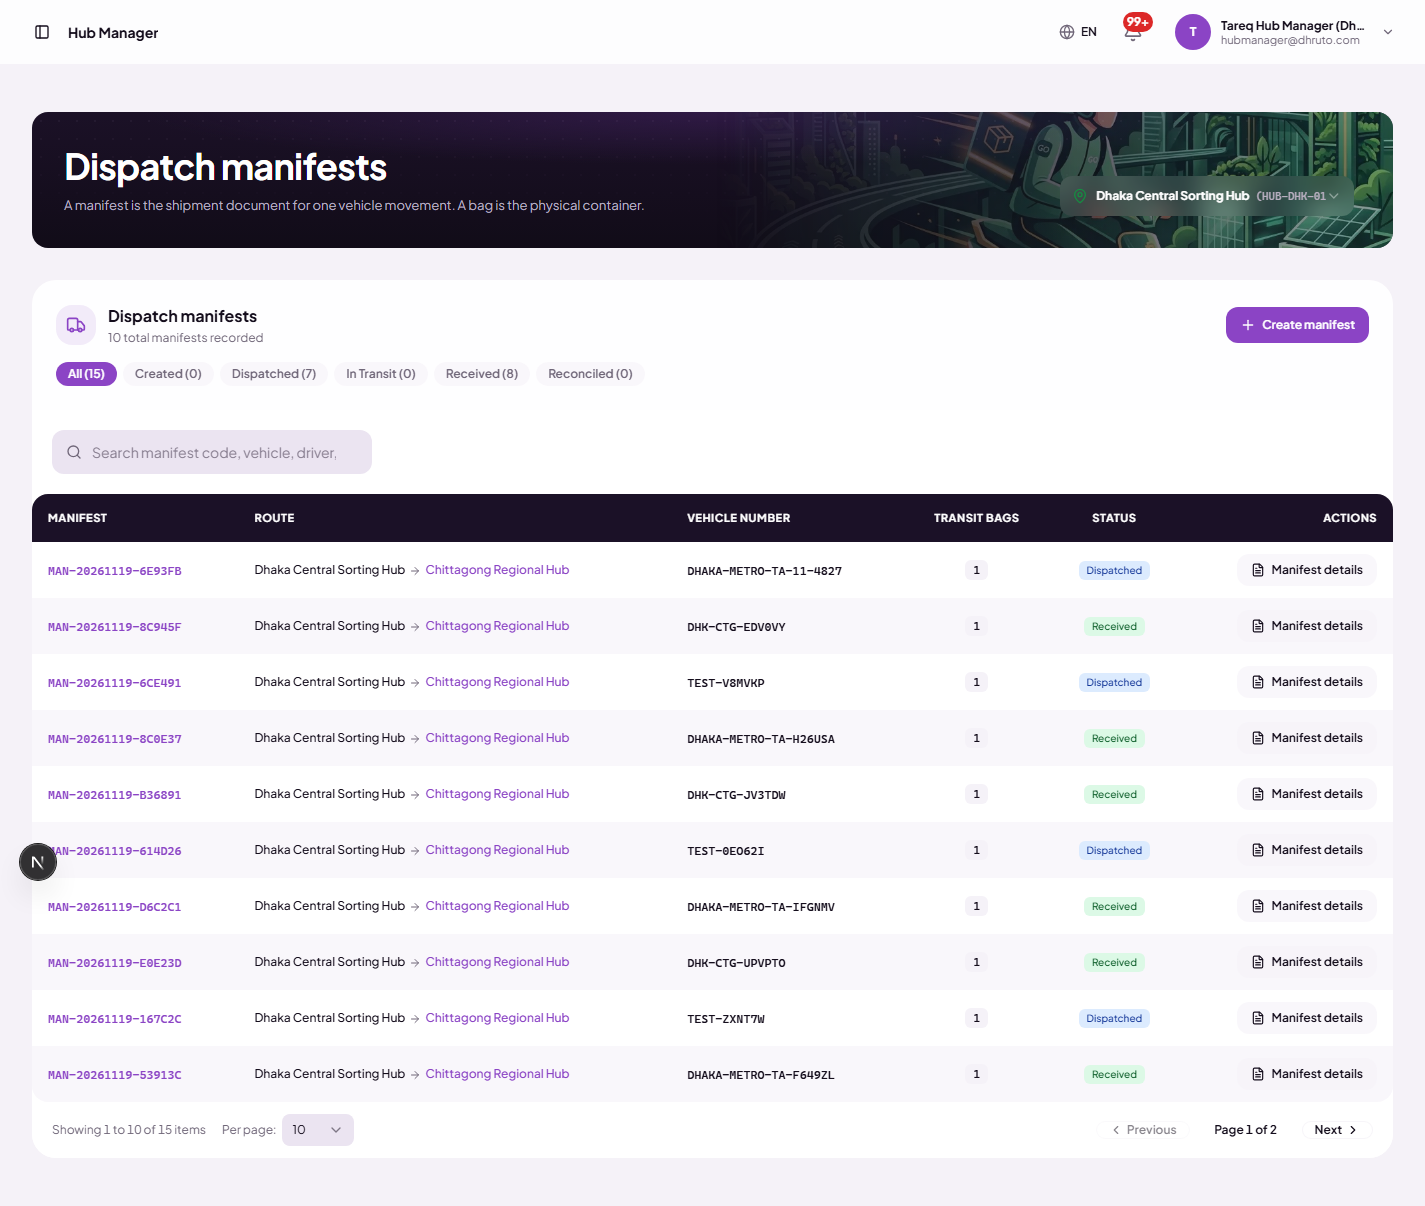 Hub Manager
EN
99+
T
Tareq Hub Manager (Dh...
hubmanager@dhruto.com
Dispatch manifests
A manifest is the shipment document for one vehicle movement. A bag is the physical container.
GO
GO
Dhaka Central Sorting Hub (HUB-DHK-01
Dispatch manifests
10 total manifests recorded
Create manifest
All (15) Created (0) Dispatched (7) In Transit (0) Received (8) Reconciled (0)
Search manifest code, vehicle, driver,
MANIFEST ROUTE VEHICLE NUMBER TRANSIT BAGS STATUS ACTIONS
MAN-20261119-6E93FB Dhaka Central Sorting Hub → Chittagong Regional Hub DHAKA-METRO-TA-11-4827 1 Dispatched Manifest details
MAN-20261119-8C945F Dhaka Central Sorting Hub → Chittagong Regional Hub DHK-CTG-EDV0VY 1 Received Manifest details
MAN-20261119-6CE491 Dhaka Central Sorting Hub → Chittagong Regional Hub TEST-V8MVKP 1 Dispatched Manifest details
MAN-20261119-8C0E37 Dhaka Central Sorting Hub → Chittagong Regional Hub DHAKA-METRO-TA-H26USA 1 Received Manifest details
MAN-20261119-B36891 Dhaka Central Sorting Hub → Chittagong Regional Hub DHK-CTG-JV3TDW 1 Received Manifest details
N
MAN-20261119-614D26 Dhaka Central Sorting Hub → Chittagong Regional Hub TEST-0EO62I 1 Dispatched Manifest details
MAN-20261119-D6C2C1 Dhaka Central Sorting Hub → Chittagong Regional Hub DHAKA-METRO-TA-IFGNMV 1 Received Manifest details
MAN-20261119-E0E23D Dhaka Central Sorting Hub → Chittagong Regional Hub DHK-CTG-UPVPTO 1 Received Manifest details
MAN-20261119-167C2C Dhaka Central Sorting Hub → Chittagong Regional Hub TEST-ZXNT7W 1 Dispatched Manifest details
MAN-20261119-53913C Dhaka Central Sorting Hub → Chittagong Regional Hub DHAKA-METRO-TA-F649ZL 1 Received Manifest details
Showing 1 to 10 of 15 items Per page: 10 Previous Page 1 of 2 Next